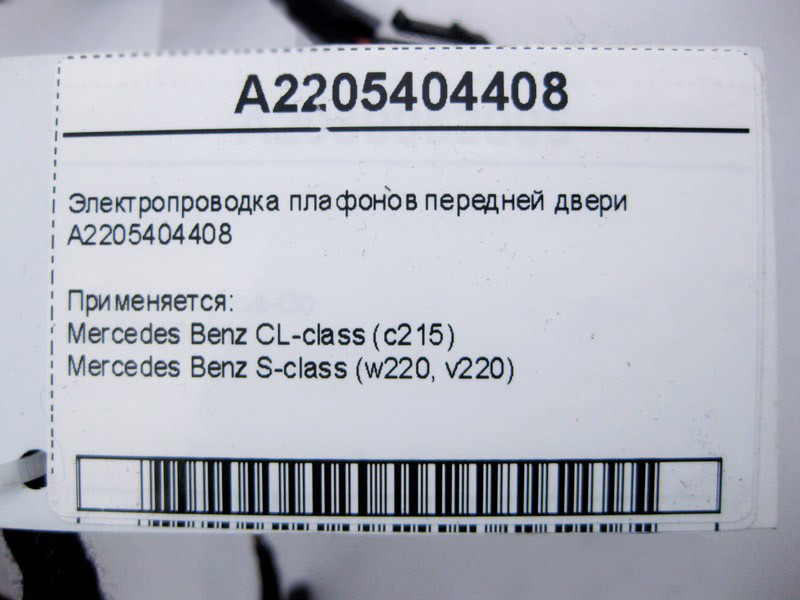 A2205404408
Электропроводка плафонов передней двери
A2205404408
Применяется:
Mercedes Benz CL-class (c215)
Mercedes Benz S-class (w220, v220)